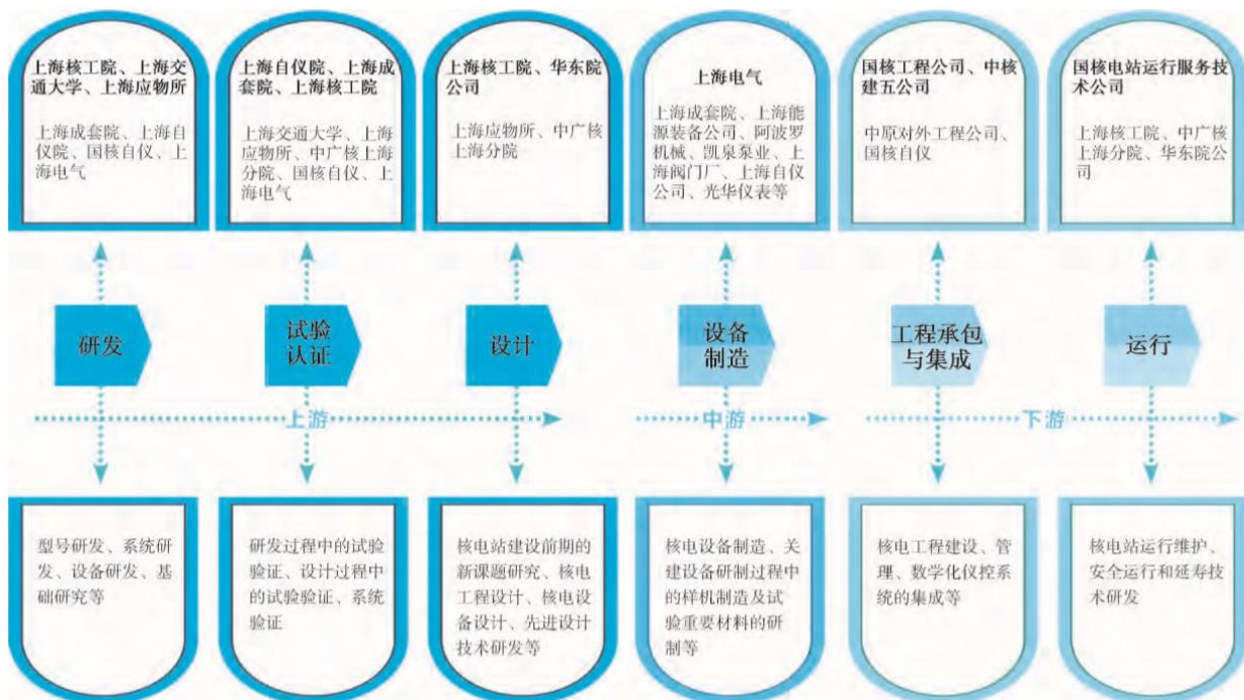 上海核工院、上海交
通大学、上海应物所
上海成套院、上海自
仪院、国核自仪、上
海电气
上海自仪院、上海成
套院、上海核工院
上海交通大学、上海
应物所、中广核上海
分院、国核自仪、上
海电气
上海核工院、华东院
公司
上海应物所、中广核
上海分院
上海电气
上海成套院、上海能
源装备公司、阿波罗
机械、凯泉泵业、上
海阀门厂、上海自仪
公司、光华仪表等
国核工程公司、中核
建五公司
中原对外工程公司、
国核自仪
国核电站运行服务技
术公司
上海核工院、中广核
上海分院、华东院公
司
研发
试验
认证
设计
设备
制造
工程承包
与集成
运行
上游
中游
下游
型号研发、系统研
发、设备研发、基
础研究等
研发过程中的试验
验证、设计过程中
的试验验证、系统
验证
核电站建设前期的
新课题研究、核电
工程设计、核电设
备设计、先进设计
技术研发等
核电设备制造、关
建设备研制过程中
的样机制造及试
验重要材料的研
制等
核电工程建设、管
理、数字化仪控系
统的集成等
核电站运行维护、
安全运行和延寿技
术研发